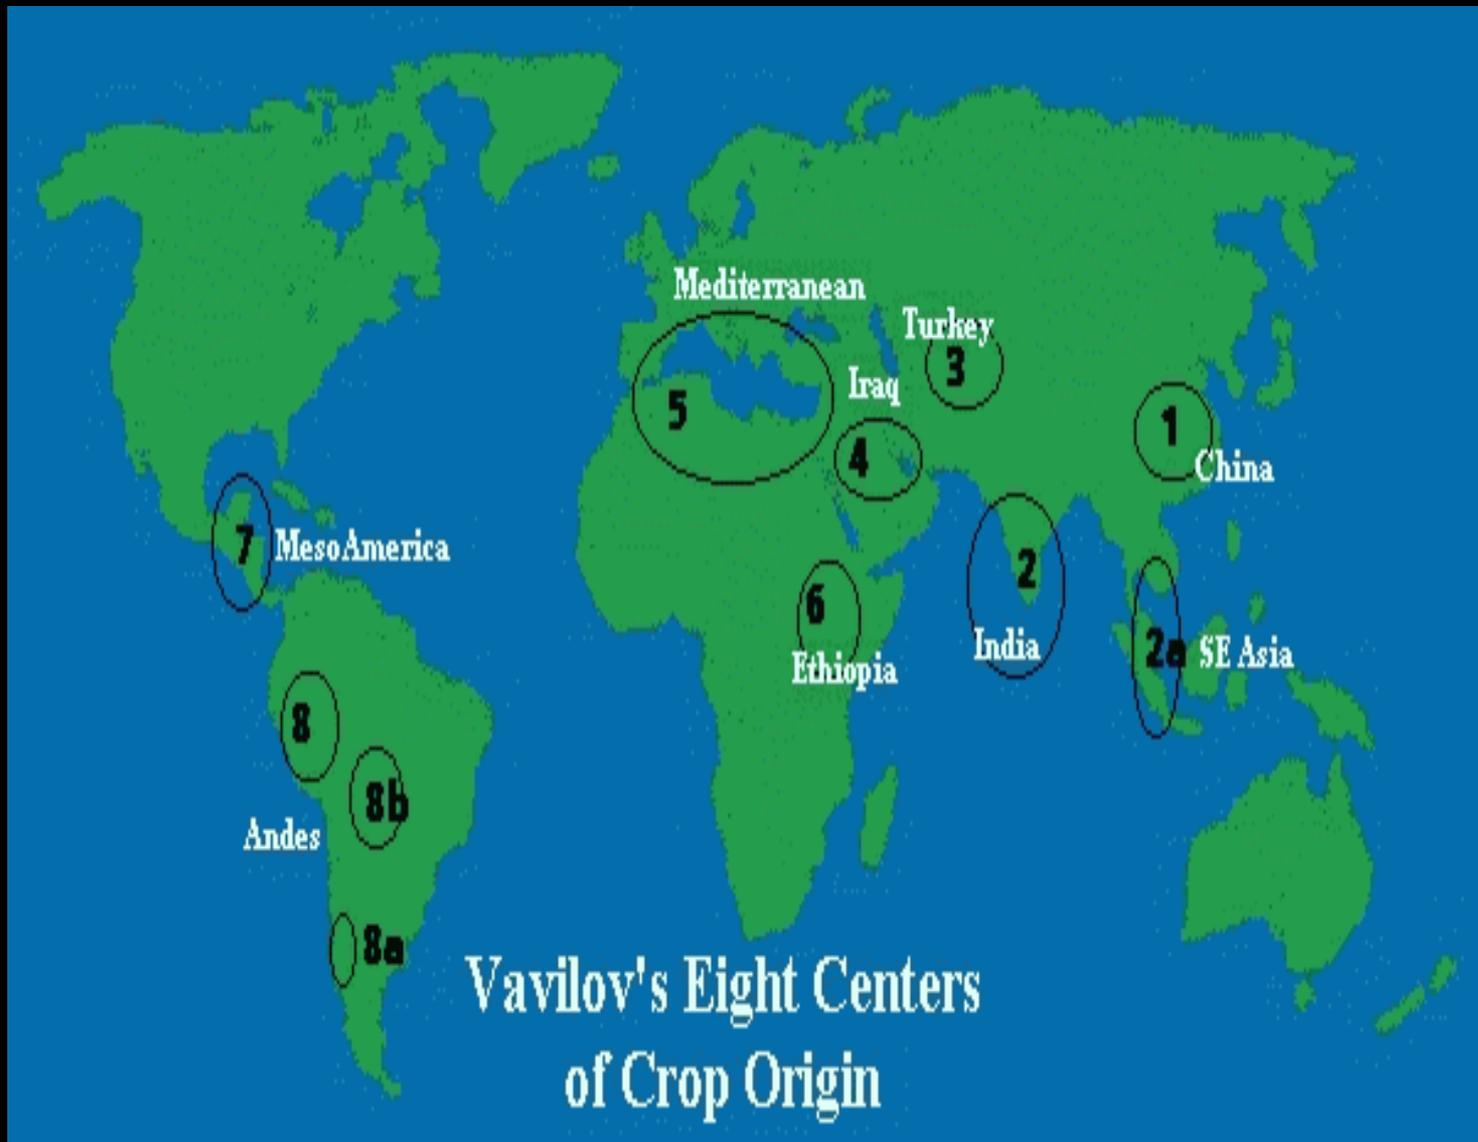 Mediterranean
Turkey
3
Iraq
5
1
4
China
7 MesoAmerica
2
6
India
2a SE Asia
Ethiopia
8
8b
Andes
8a
Vavilov's Eight Centers
of Crop Origin